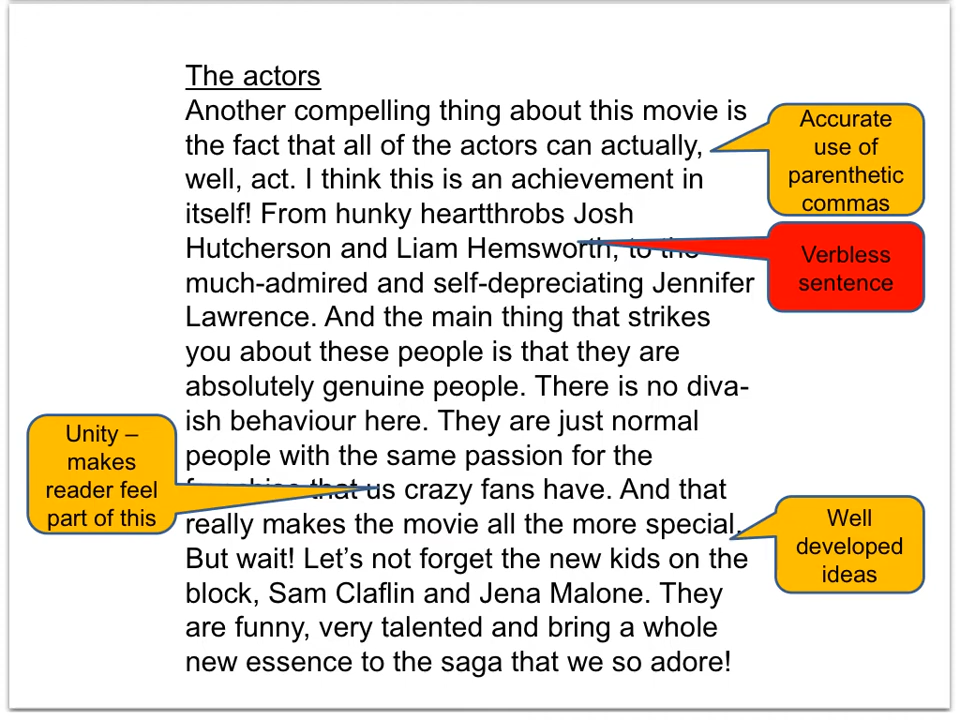 The actors
Another compelling thing about this movie is
the fact that all of the actors can actually,
well, act. I think this is an achievement in
itself! From hunky heartthrobs Josh
Hutcherson and Liam Hemsworth, to the
much-admired and self-depreciating Jennifer
Lawrence. And the main thing that strikes
you about these people is that they are
absolutely genuine people. There is no diva-
ish behaviour here. They are just normal
people with the same passion for the
franchise that us crazy fans have. And that
really makes the movie all the more special.
But wait! Let's not forget the new kids on the
block, Sam Claflin and Jena Malone. They
are funny, very talented and bring a whole
new essence to the saga that we so adore!
Accurate
use of
parenthetic
commas
Verbless
sentence
Unity –
makes
reader feel
part of this
Well
developed
ideas